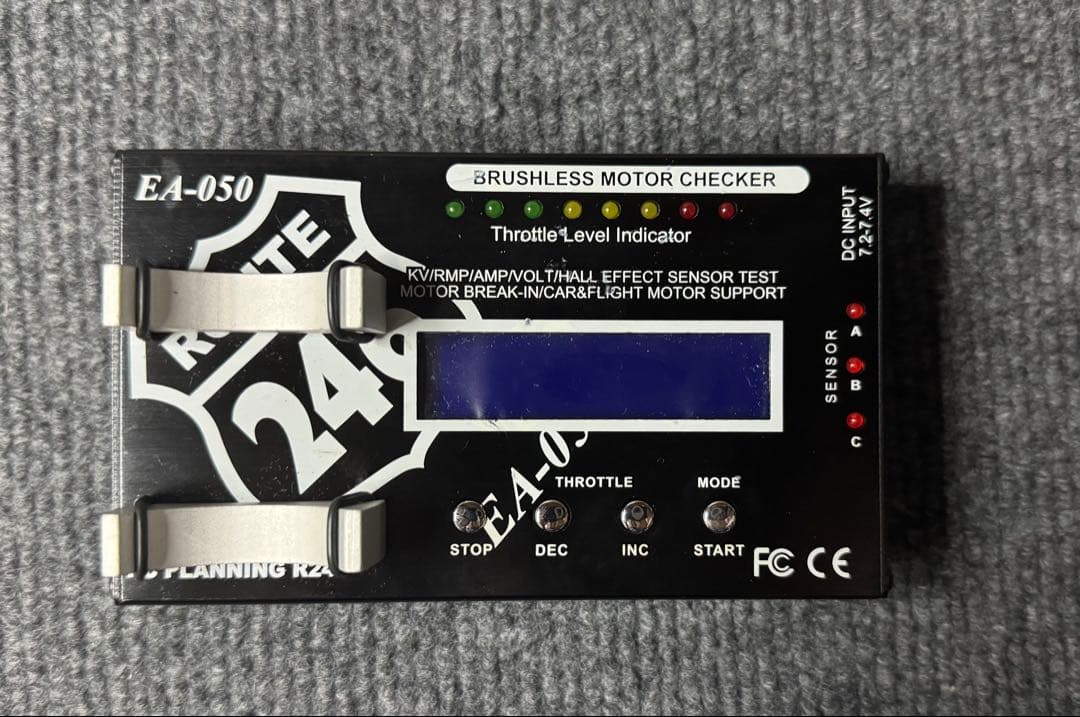 EA-050
BRUSHLESS MOTOR CHECKER
Throttle Level Indicator
DC INPUT
7.2-7.4V
KV/RMP/AMP/VOLT/HALL EFFECT SENSOR TEST
MOTOR BREAK-IN/CAR&FLIGHT MOTOR SUPPORT
SENSOR
A
B
C
THROTTLE
MODE
STOP
DEC
INC
START
FC CE
PLANNING